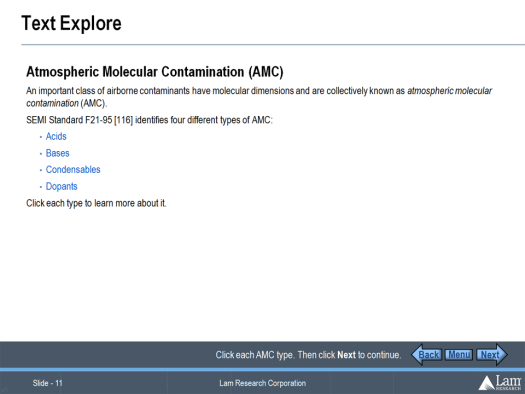 Text Explore
Atmospheric Molecular Contamination (AMC)
An important class of airborne contaminants have molecular dimensions and are collectively known as atmospheric molecular
contamination (AMC).
SEMI Standard F21-95 [116] identifies four different types of AMC:
• Acids
• Bases
• Condensables
• Dopants
Click each type to learn more about it.
Click each AMC type. Then click Next to continue.
Back Menu Next
Slide - 11
Lam Research Corporation
Lam
RESEARCH